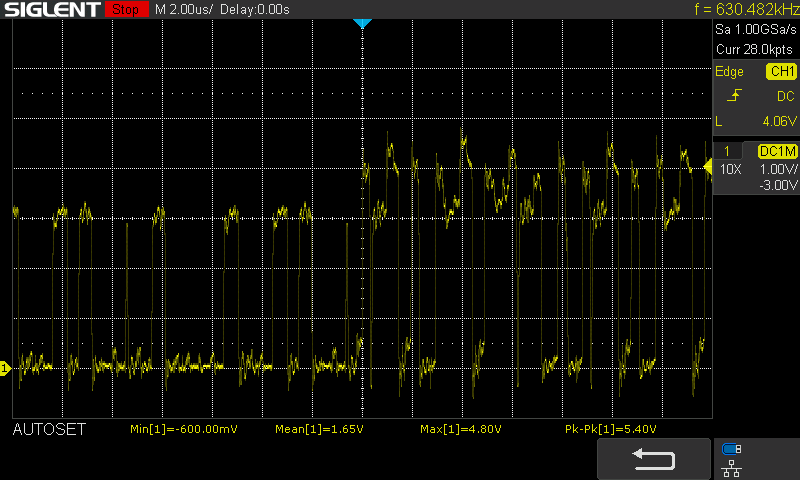 SIGLENT Stop M 2.00us/ Delay:0.00s f = 630.482kHz
Sa 1.00GSa/s
Curr 28.0kpts
Edge CH1
DC
L 4.06V
1 DC1M
10X 1.00V/
-3.00V
1
AUTOSET Min[1]=-600.00mV Mean[1]=1.65V Max[1]=4.80V Pk-Pk[1]=5.40V